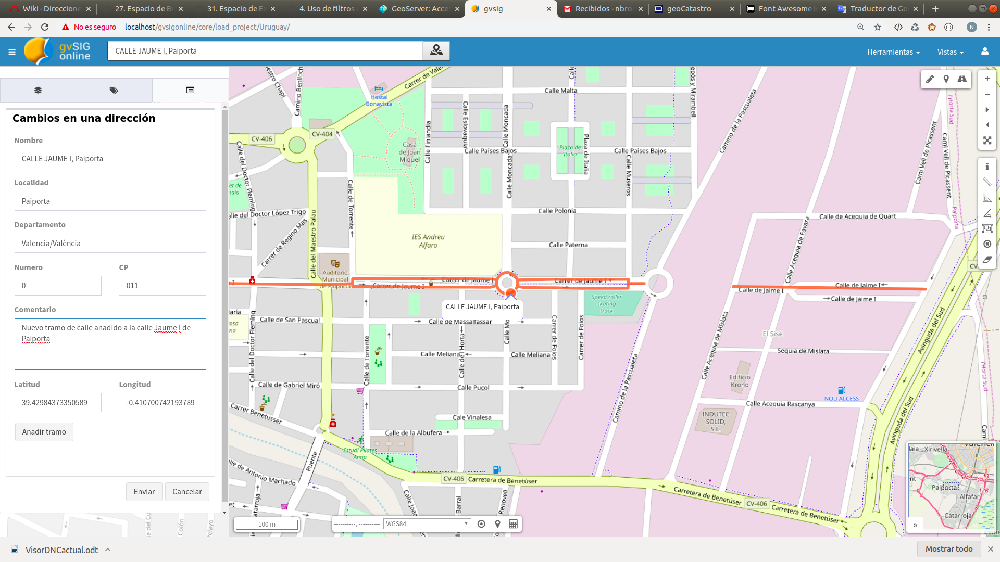 Wiki - Direccione
27. Espacio de
31. Espacio de E
4. Uso de filtros
GeoServer: Acce
gvsig
Recibidos - nbro
geoCatastro
Font Awesome
Traductor de Go
No es seguro
localhost/gvsigonline/core/load_project/Uruguay/
N
gvSIG
online
CALLE JAUME I, Paiporta
Herramientas
Vistas
Cambios en una dirección
Nombre
CALLE JAUME I, Paiporta
Localidad
Paiporta
Departamento
Valencia/València
Numero
CP
0
011
Comentario
Nuevo tramo de calle añadido a la calle Jaume I de
Paiporta
Latitud
Longitud
39.42984373350589
-0.410700742193789
Añadir tramo
Enviar
Cancelar
Camino Benlloch
Carrer de Valen
Hostal
Bonavista
CV-404
CV-406
Casa
de Joan
Miquel
Calle Finlandia
Calle Eslovaquia
Calle Moncada
Calle Moncada
Calle Malta
Calle Países Bajos
Calle Países Bajos
Plaza de
Italia
Plaza de Italia
Calle Museros
Calle Polonia
Calle Paterna
Camino de la Pascualeta
Camí Vell de Picassent
Camí Vell de Picassent
l'Horta Sud
Paiporta
Calle del Doctor Fleming
alle del Doctor López Trigo
Carrer de Regino Mas
Calle del Maestro Palau
Calle de Torrente
IES Andreu
Alfaro
Auditorio
Municipal
de Paiporta
Carrer de Jaume I
Carrer de Jaume I
Carrer de Jaume I
CALLE JAUME I, Paiporta
Speed roller
skating
track
Calle de Acequia de Quart
Calle Acequia de Favara
Calle de Jaime I
Calle de Jaime I
Calle de Jaime I
Calle de San Pascual
Calle de Massalfassar
Calle Mo
Carrer de Foios
Carrer de Foios
Calle del Doctor Fleming
Calle de Torrente
Calle de l'Horta
Calle Meliana
Calle Meliana
Calle de Gabriel Miró
Calle Puçol
Carrer Benetusser
Cale Vinalesa
Calle de la Albufera
Estudi Pilates
Anna
Puente
Camino de la Pascualeta
Calle Acequia de Mislata
El Sisé
Sequia de Mislata
Edificio
Krono
NOU ACCESS
Calle Acequia Rascanya
INDUTEC
SOLID,
S.L.
Avinguda del Sud
Avinguda del Sud
l'Horta Sud
Camí
CV-406
Carretera de Benetúser
Carretera de Benetúser
CV-406
Carretera de Benetúser
lle de Antonio Machado
Catarroja
Calle Joa
Barral
Renovell
Colón
Pelayo
100 m
----------, ----------
WGS84
laia
Xirivella
Valencia
Paiporta
Alfafar
Catarroja
»
VisorDNCactual.odt
Mostrar todo